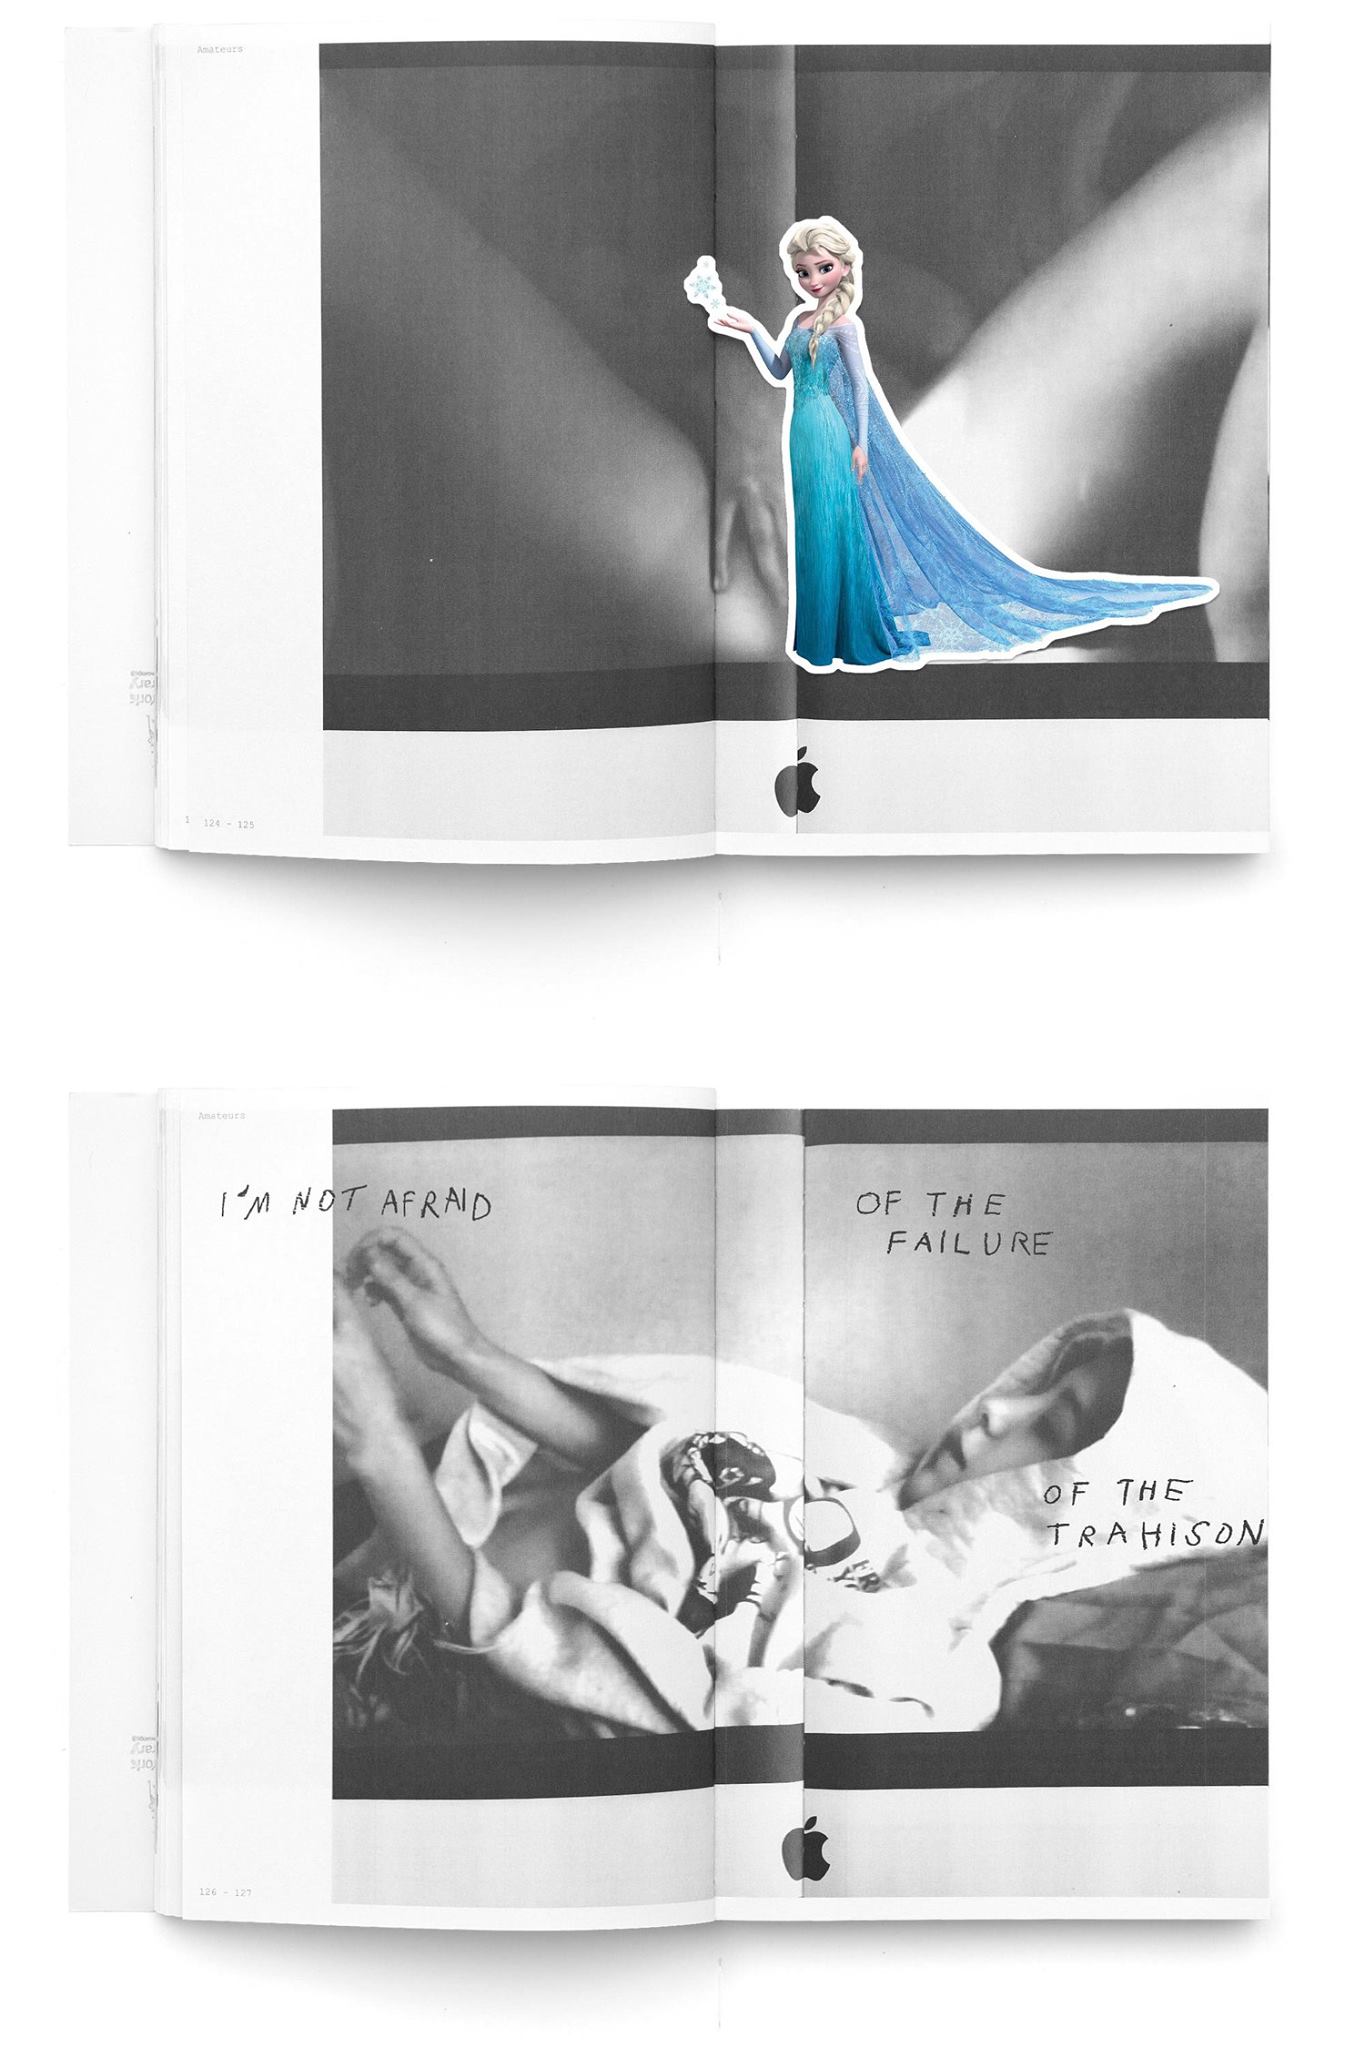 Amateurs
124 - 125
Amateurs
I'M NOT AFRAID
OF THE
FAILURE
OF THE
TRAHISON
126 - 127